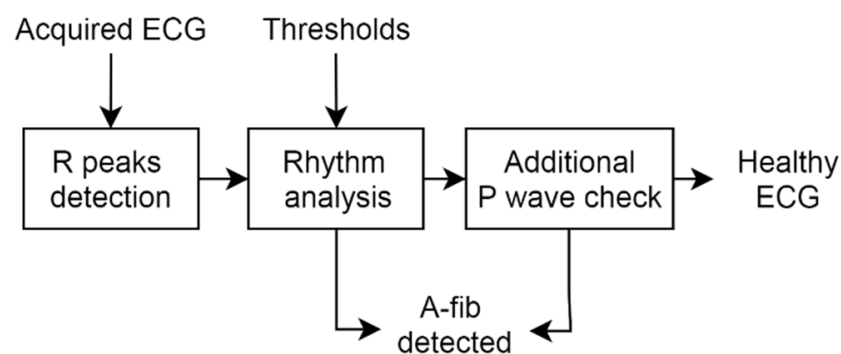 Acquired ECG
Thresholds
R peaks
detection
Rhythm
analysis
Additional
P wave check
Healthy
ECG
A-fib
detected